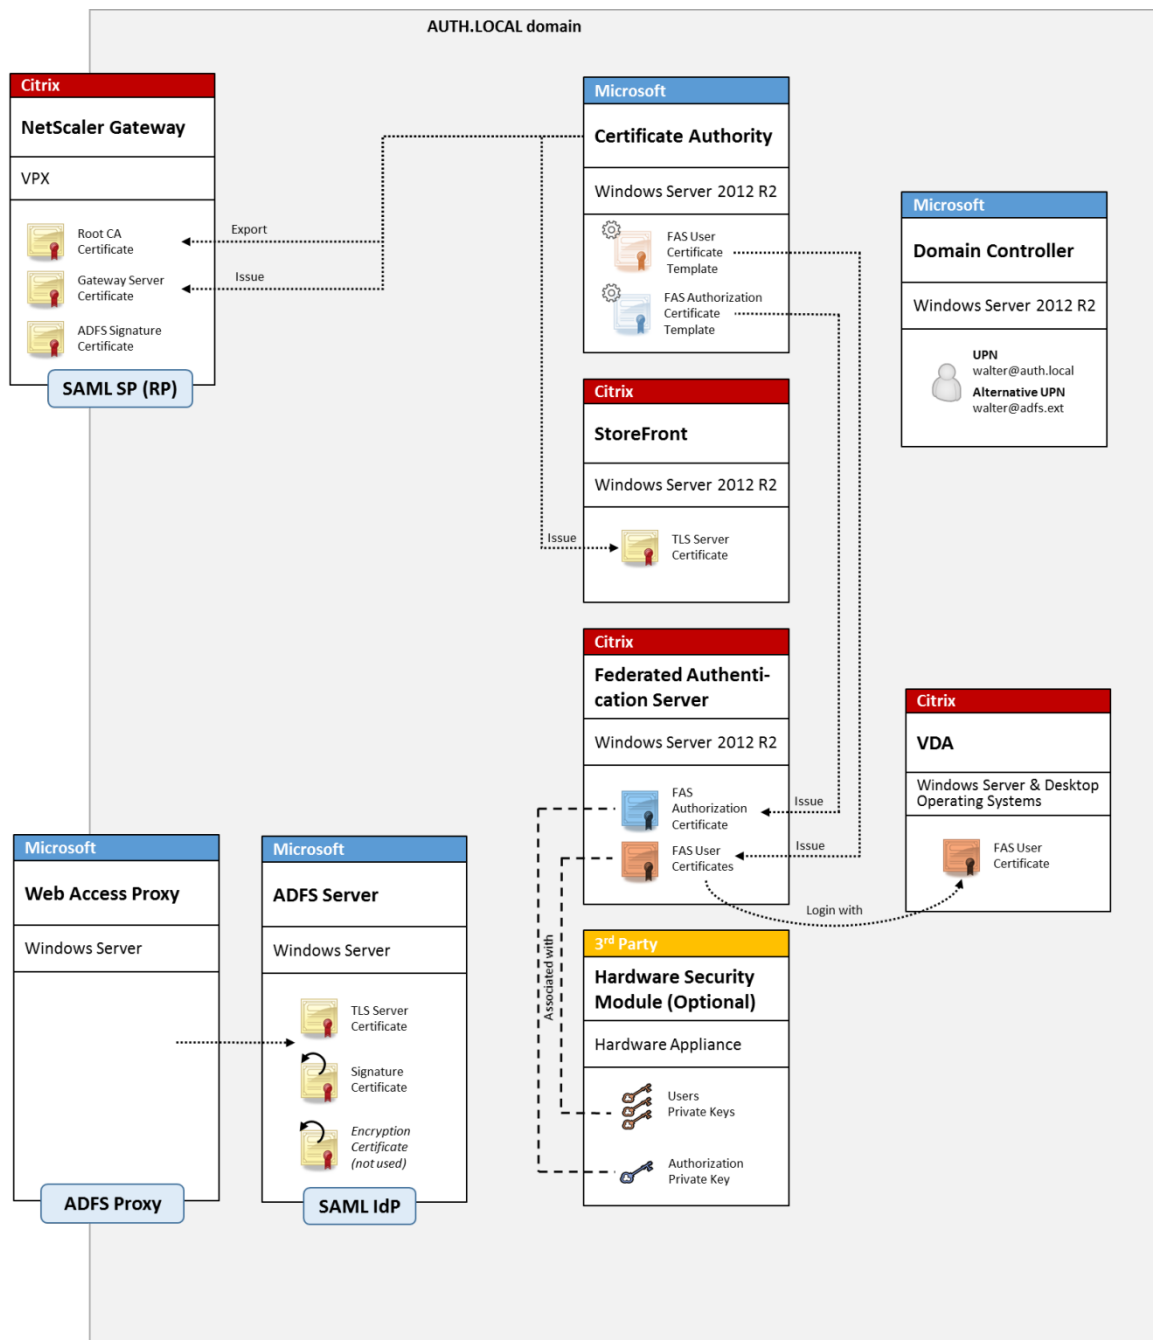 AUTH.LOCAL domain
Citrix
NetScaler Gateway
VPX
Root CA
Certificate
Gateway Server
Certificate
ADFS Signature
Certificate
SAML SP (RP)
Export
Issue
Microsoft
Certificate Authority
Windows Server 2012 R2
FAS User
Certificate
Template
FAS Authorization
Certificate
Template
Microsoft
Domain Controller
Windows Server 2012 R2
UPN
walter@auth.local
Alternative UPN
walter@adfs.ext
Citrix
StoreFront
Windows Server 2012 R2
Issue
TLS Server
Certificate
Citrix
Federated Authenti-
cation Server
Windows Server 2012 R2
FAS
Authorization
Certificate
Issue
FAS User
Certificates
Issue
Login with
Citrix
VDA
Windows Server & Desktop
Operating Systems
FAS User
Certificate
Microsoft
Web Access Proxy
Windows Server
ADFS Proxy
Microsoft
ADFS Server
Windows Server
TLS Server
Certificate
Signature
Certificate
Encryption
Certificate
(not used)
SAML IdP
Associated with
3rd Party
Hardware Security
Module (Optional)
Hardware Appliance
Users
Private Keys
Authorization
Private Key